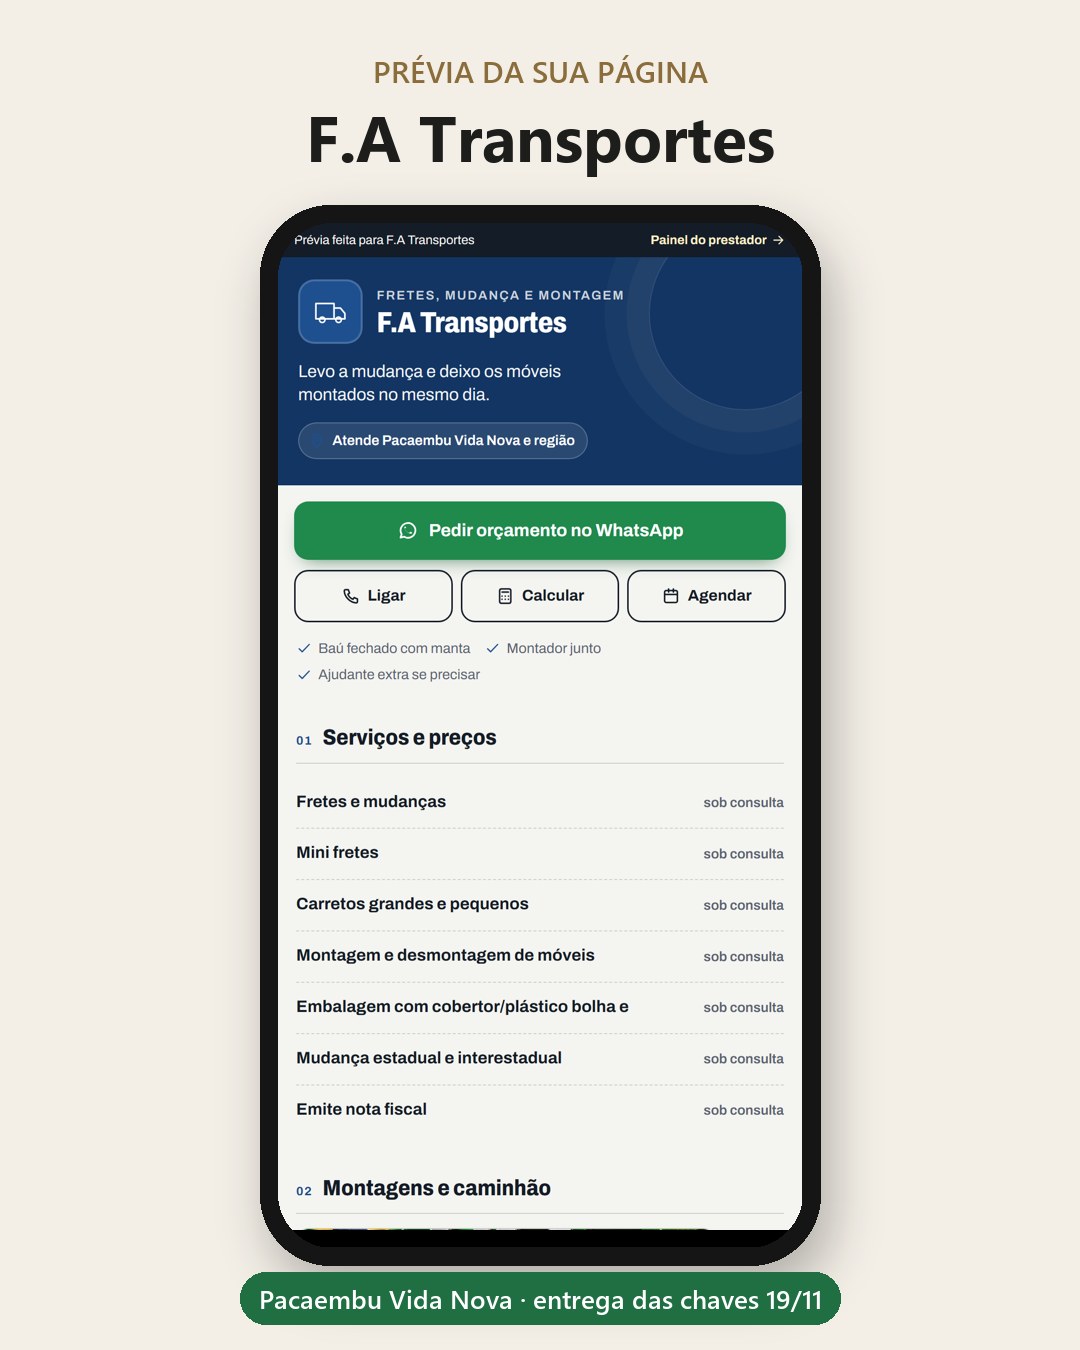 PRÉVIA DA SUA PÁGINA
F.A Transportes
Prévia feita para F.A Transportes
Painel do prestador →
FRETES, MUDANÇA E MONTAGEM
F.A Transportes
Levo a mudança e deixo os móveis
montados no mesmo dia.
Atende Pacaembu Vida Nova e região
Pedir orçamento no WhatsApp
Ligar
Calcular
Agendar
Baú fechado com manta
Montador junto
Ajudante extra se precisar
01 Serviços e preços
Fretes e mudanças sob consulta
Mini fretes sob consulta
Carretos grandes e pequenos sob consulta
Montagem e desmontagem de móveis sob consulta
Embalagem com cobertor/plástico bolha e sob consulta
Mudança estadual e interestadual sob consulta
Emite nota fiscal sob consulta
02 Montagens e caminhão
Pacaembu Vida Nova · entrega das chaves 19/11